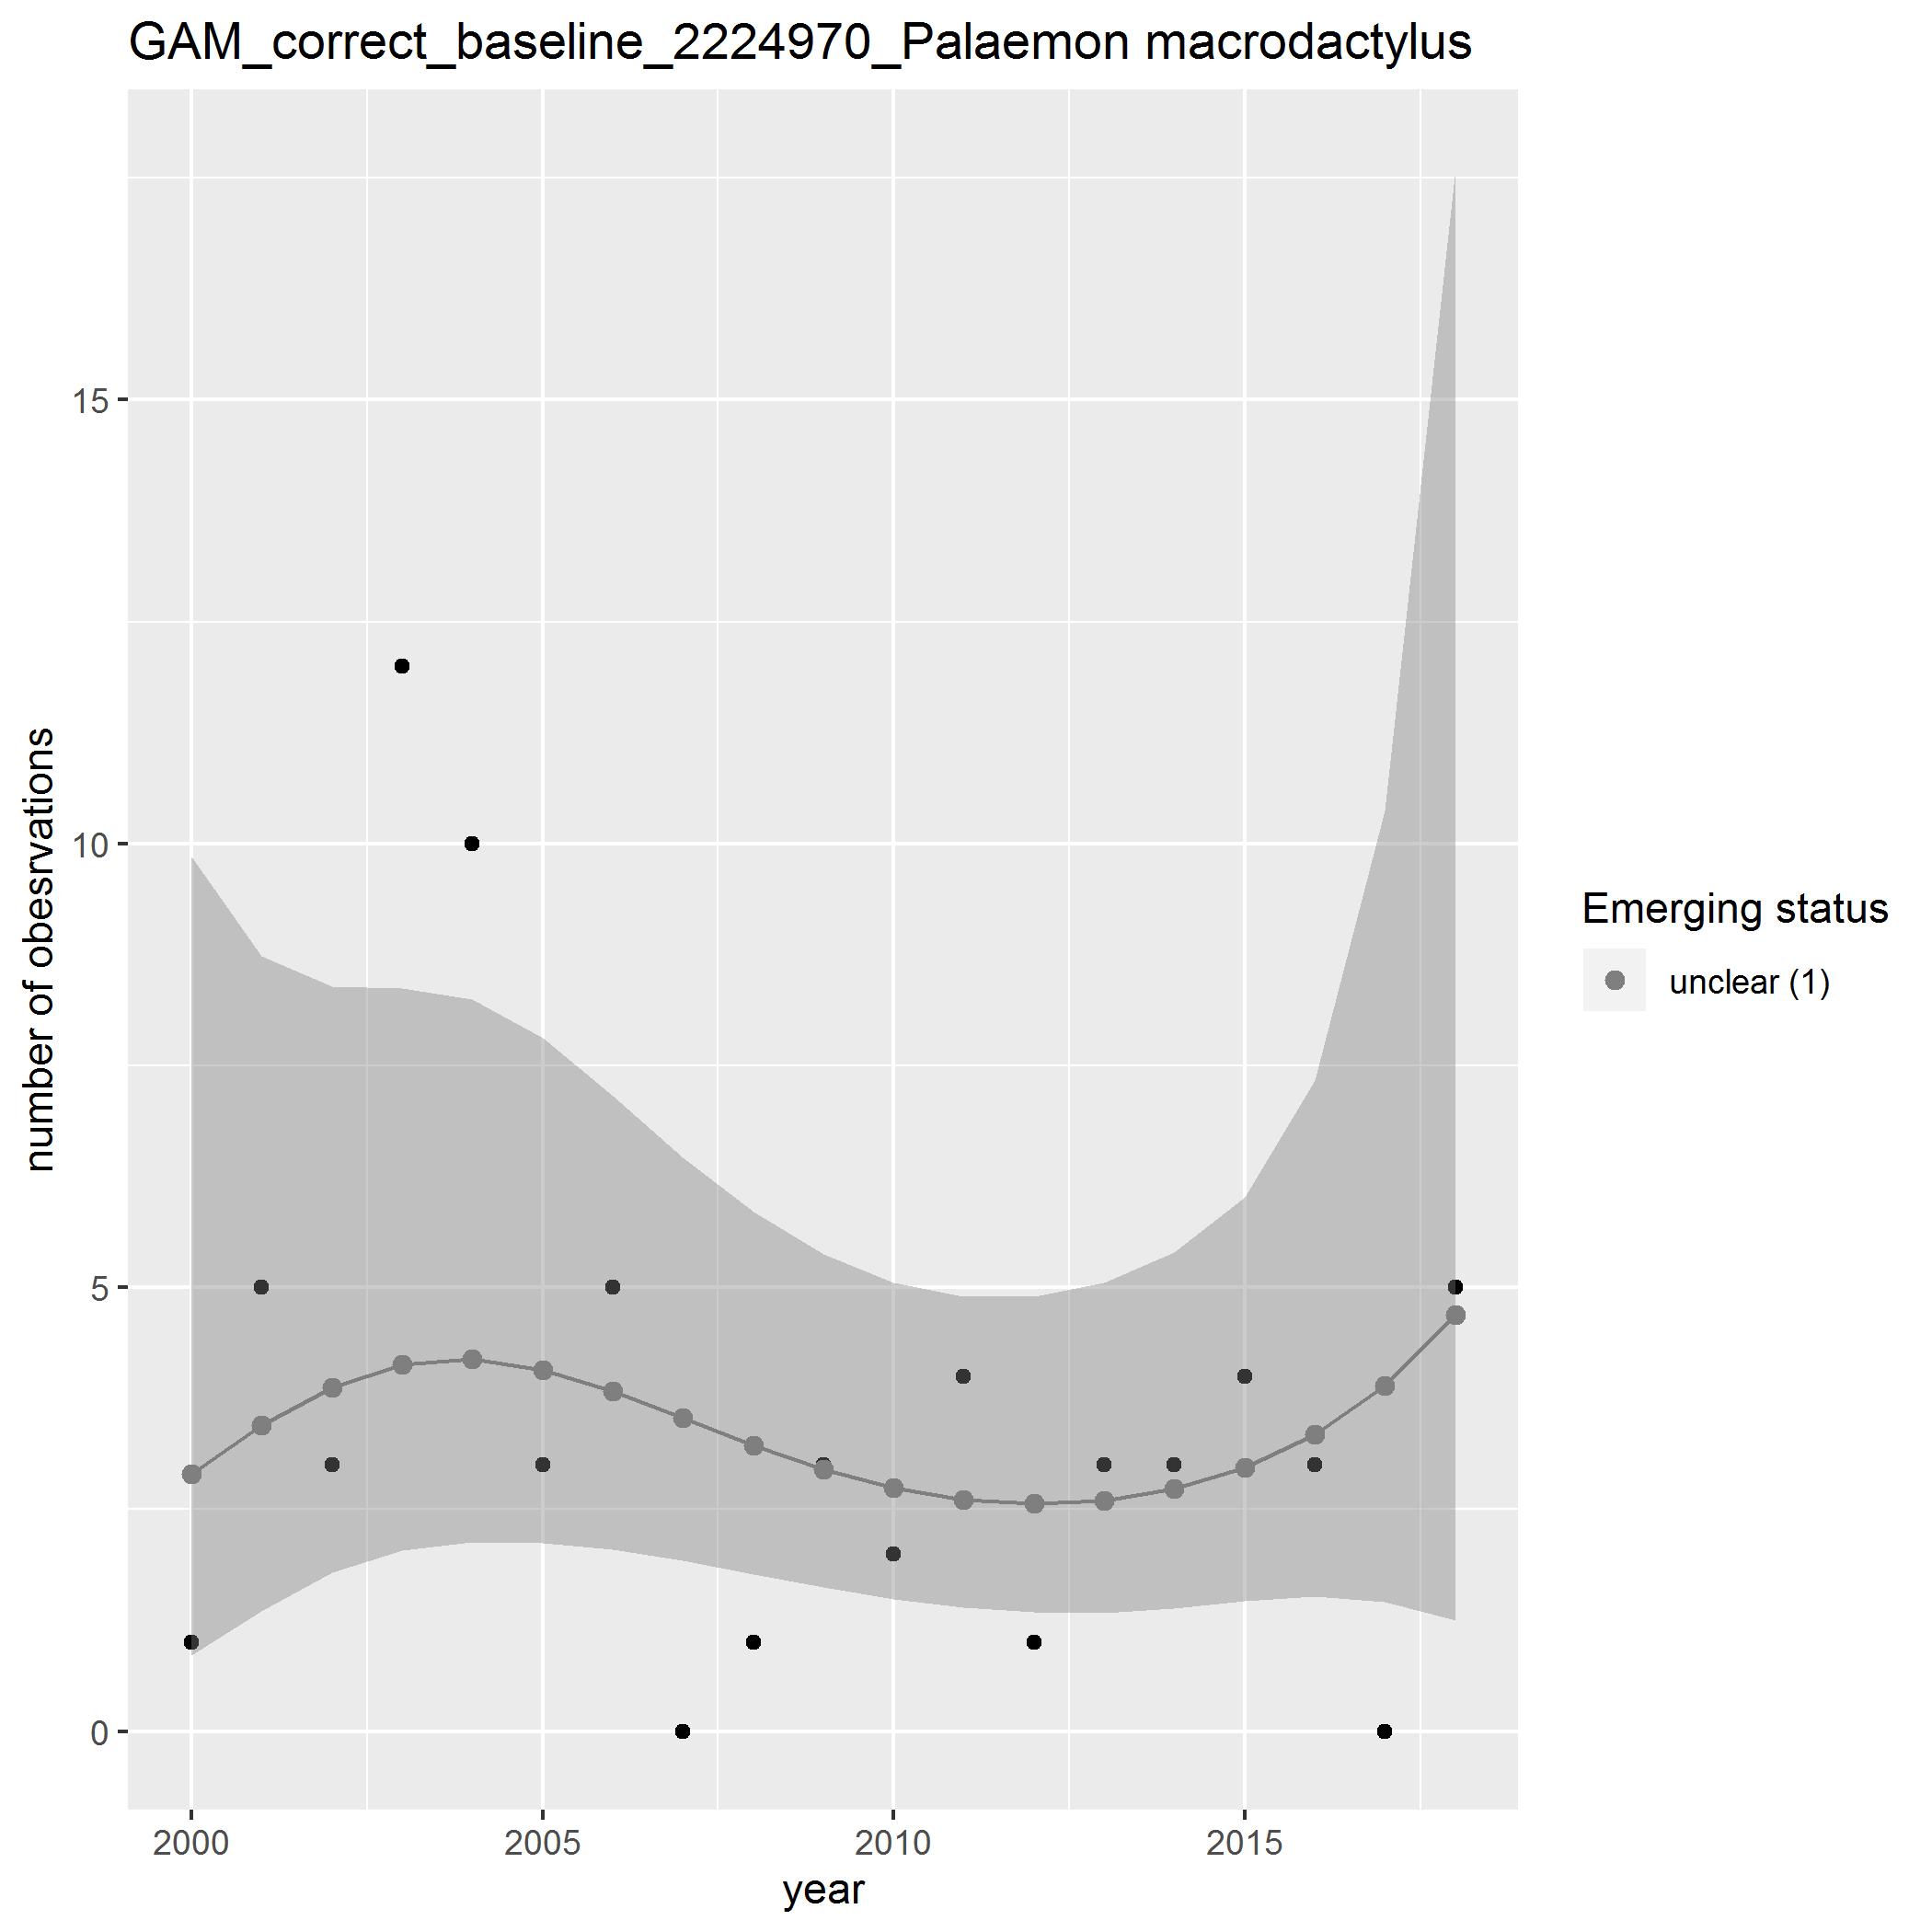 GAM_correct_baseline_2224970_Palaemon macrodactylus
15
10
5
0
number of obesrvations
2000
2005
2010
2015
year
Emerging status
unclear (1)